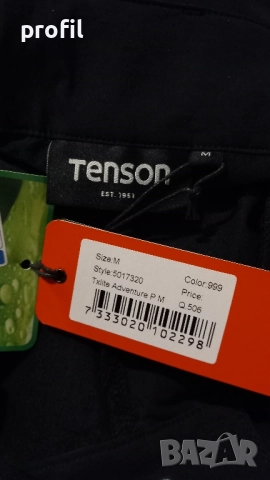 profil
Tenson
EST. 1951
M
Size:M
Style:5017320
Txlite Adventure P M
Color:999
Price:
Q.506
7 333020 102298
BAZAR